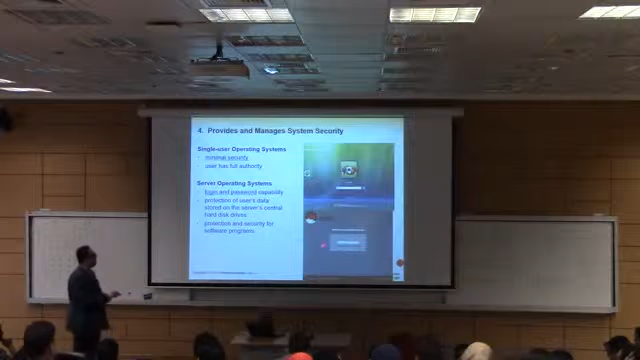 4. Provides and Manages System Security
Single-user Operating Systems
minimal security
user has full authority
Server Operating Systems
login and password capability
protection of user's data
stored on the server's central
hard disk drives
protection and security for
software programs